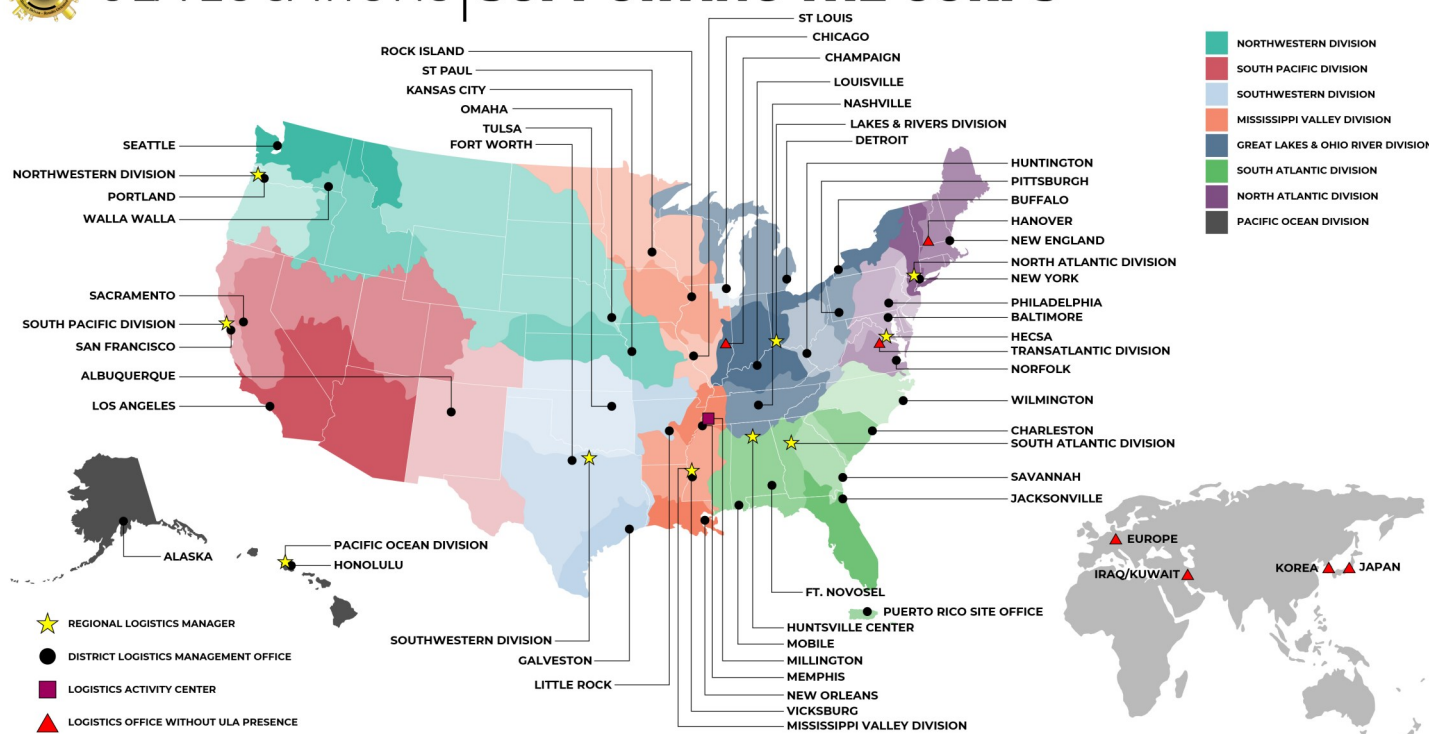 SUPPORTING THE CORPS
ST LOUIS
CHICAGO
CHAMPAIGN
LOUISVILLE
NASHVILLE
LAKES & RIVERS DIVISION
DETROIT
ROCK ISLAND
ST PAUL
KANSAS CITY
OMAHA
TULSA
FORT WORTH
SEATTLE
NORTHWESTERN DIVISION
PORTLAND
WALLA WALLA
SACRAMENTO
SOUTH PACIFIC DIVISION
SAN FRANCISCO
ALBUQUERQUE
LOS ANGELES
HUNTINGTON
PITTSBURGH
BUFFALO
HANOVER
NEW ENGLAND
NORTH ATLANTIC DIVISION
NEW YORK
PHILADELPHIA
BALTIMORE
HECSA
TRANSATLANTIC DIVISION
NORFOLK
WILMINGTON
CHARLESTON
SOUTH ATLANTIC DIVISION
SAVANNAH
JACKSONVILLE
NORTHWESTERN DIVISION
SOUTH PACIFIC DIVISION
SOUTHWESTERN DIVISION
MISSISSIPPI VALLEY DIVISION
GREAT LAKES & OHIO RIVER DIVISION
SOUTH ATLANTIC DIVISION
NORTH ATLANTIC DIVISION
PACIFIC OCEAN DIVISION
ALASKA
PACIFIC OCEAN DIVISION
HONOLULU
REGIONAL LOGISTICS MANAGER
DISTRICT LOGISTICS MANAGEMENT OFFICE
LOGISTICS ACTIVITY CENTER
LOGISTICS OFFICE WITHOUT ULA PRESENCE
SOUTHWESTERN DIVISION
GALVESTON
LITTLE ROCK
FT. NOVOSEL
PUERTO RICO SITE OFFICE
HUNTSVILLE CENTER
MOBILE
MILLINGTON
MEMPHIS
NEW ORLEANS
VICKSBURG
MISSISSIPPI VALLEY DIVISION
EUROPE
IRAQ/KUWAIT
KOREA
JAPAN